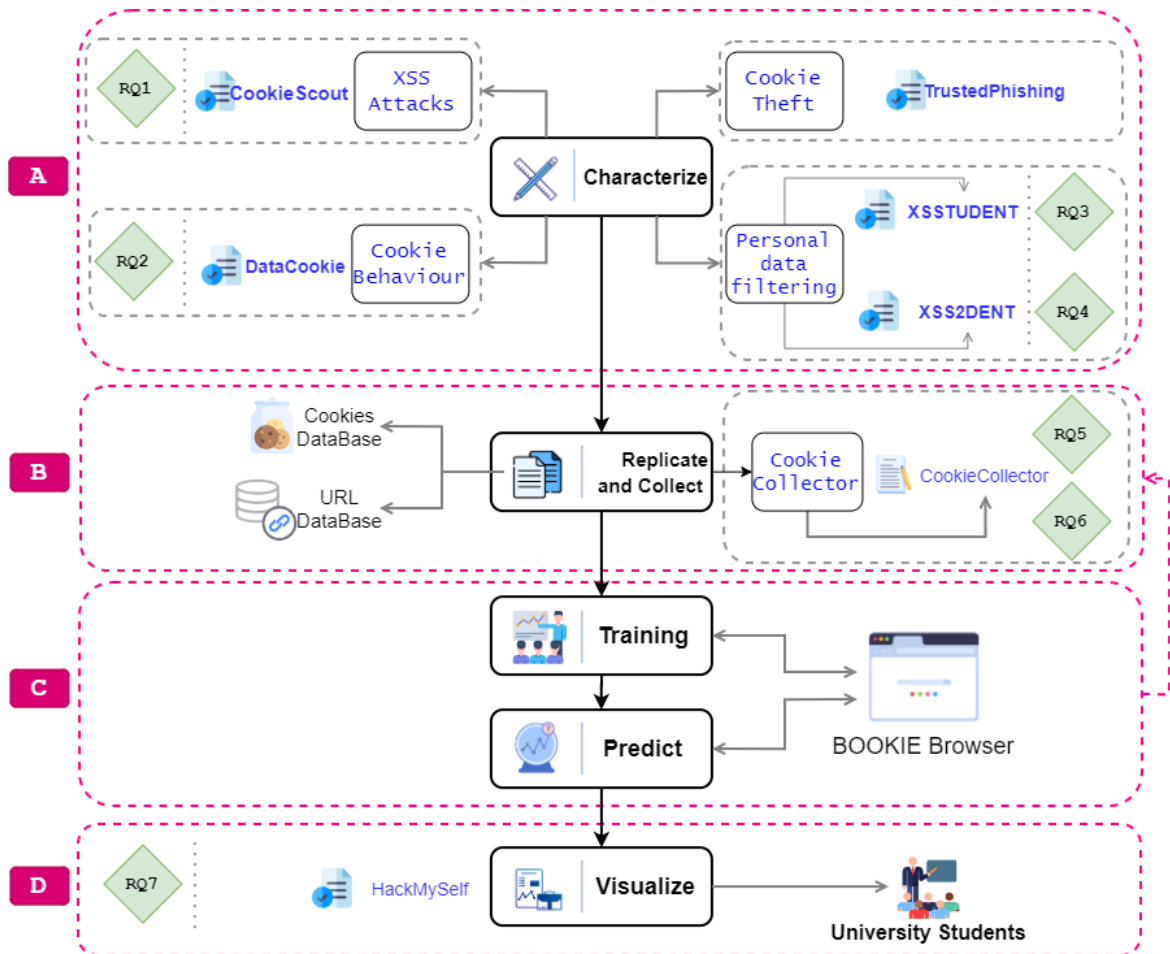 A
RQ1
CookieScout
XSS
Attacks
Cookie
Theft
TrustedPhishing
Characterize
RQ2
DataCookie
Cookie
Behaviour
Personal
data
filtering
XSSTUDENT
RQ3
XSS2DENT
RQ4
B
Cookies
DataBase
URL
DataBase
Replicate
and Collect
Cookie
Collector
CookieCollector
RQ5
RQ6
C
Training
Predict
BOOKIE Browser
D
RQ7
HackMySelf
Visualize
University Students